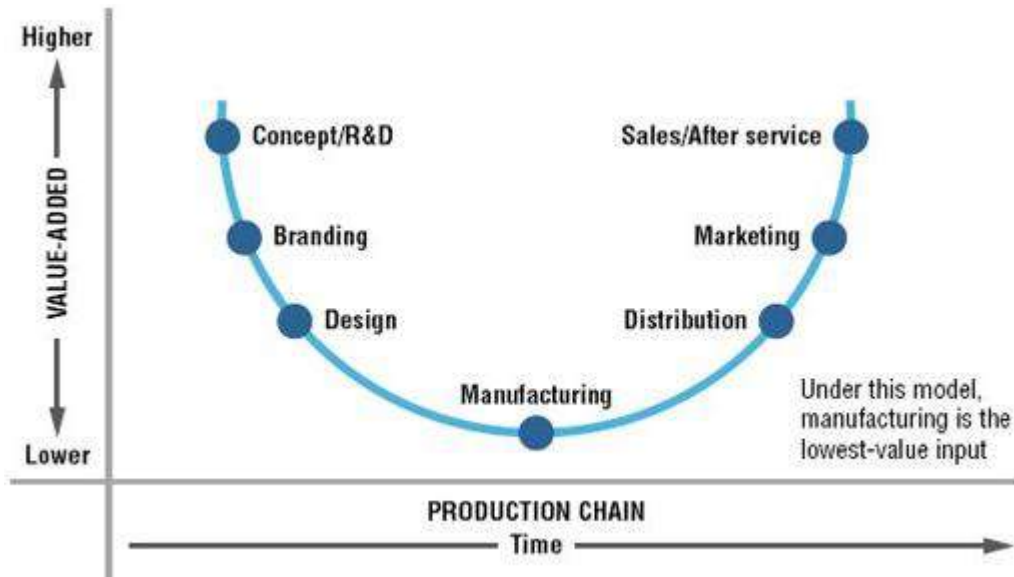 Higher
Concept/R&D
Sales/After service
VALUE-ADDED
Branding
Marketing
Design
Distribution
Manufacturing
Under this model,
manufacturing is the
lowest-value input
Lower
PRODUCTION CHAIN
Time